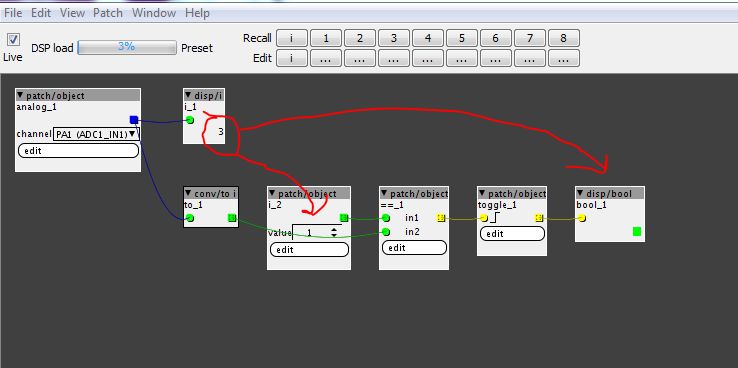 File Edit View Patch Window Help
Live
DSP load 3% Preset
Recall i 1 2 3 4 5 6 7 8
Edit i ... ... ... ... ... ... ... ...
patch/object
analog_1
channel PA1 (ADC1_IN1)
edit
disp/i
i_1
3
conv/to i
to_1
patch/object
i_2
value 1
edit
patch/object
==_1
in1
in2
edit
patch/object
toggle_1
edit
disp/bool
bool_1